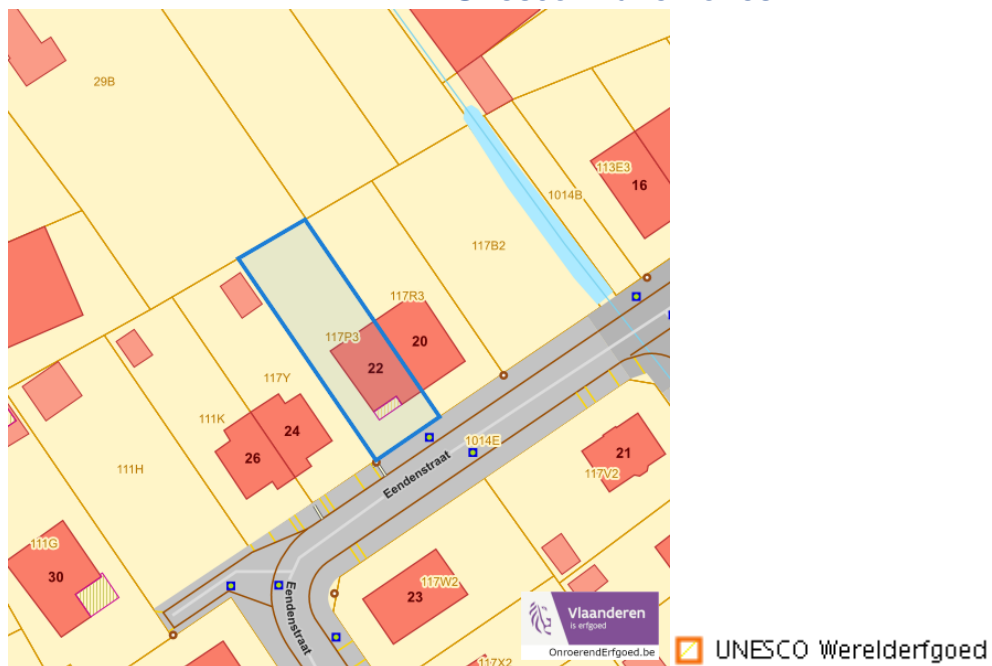 29B
113E3
16
1014B
117B2
117R3
20
117P3
22
117Y
24
111K
26
111H
1014E
Eendenstraat
21
117V2
111G
30
Eendenstraat
117W2
23
117X2
Vlaanderen
is erfgoed
OnroerendErfgoed.be
UNESCO Werelderfgoed